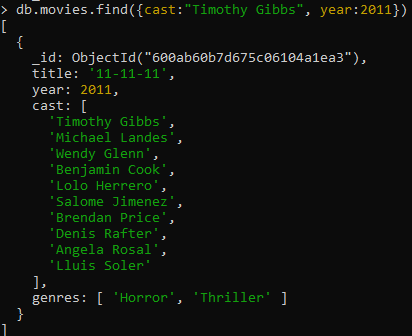 > db.movies.find({cast:"Timothy Gibbs", year:2011})
[
  {
    _id: ObjectId("600ab60b7d675c06104a1ea3"),
    title: '11-11-11',
    year: 2011,
    cast: [
      'Timothy Gibbs',
      'Michael Landes',
      'Wendy Glenn',
      'Benjamin Cook',
      'Lolo Herrero',
      'Salome Jimenez',
      'Brendan Price',
      'Denis Rafter',
      'Angela Rosal',
      'Lluis Soler'
    ],
    genres: [ 'Horror', 'Thriller' ]
  }
]